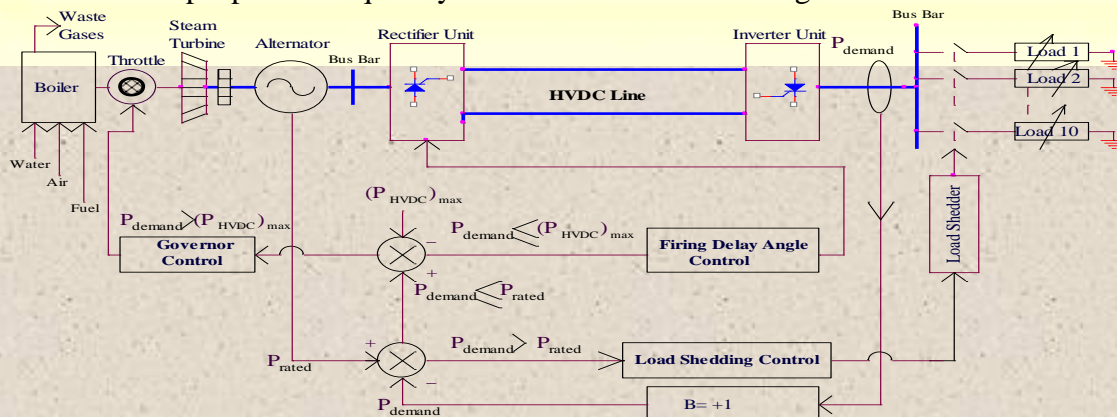 Waste
Gases
Steam
Turbine
Throttle
Alternator
Bus Bar
Rectifier Unit
Inverter Unit
P demand
Bus Bar
Boiler
HVDC Line
Load 1
Load 2
Load 10
Water
Air
Fuel
P demand > (P HVDC) max
Governor
Control
(P HVDC) max
−
+
P demand ≤ (P HVDC) max
Firing Delay Angle
Control
Load Shedder
P demand ≤ P rated
+
P rated
−
P demand > P rated
Load Shedding Control
P demand
B= +1